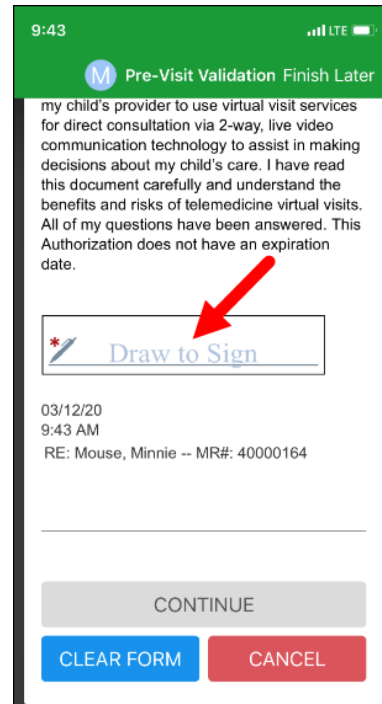 9:43 LTE
M Pre-Visit Validation Finish Later
my child's provider to use virtual visit services
for direct consultation via 2-way, live video
communication technology to assist in making
decisions about my child's care. I have read
this document carefully and understand the
benefits and risks of telemedicine virtual visits.
All of my questions have been answered. This
Authorization does not have an expiration
date.
* Draw to Sign
03/12/20
9:43 AM
RE: Mouse, Minnie -- MR#: 40000164
CONTINUE
CLEAR FORM CANCEL